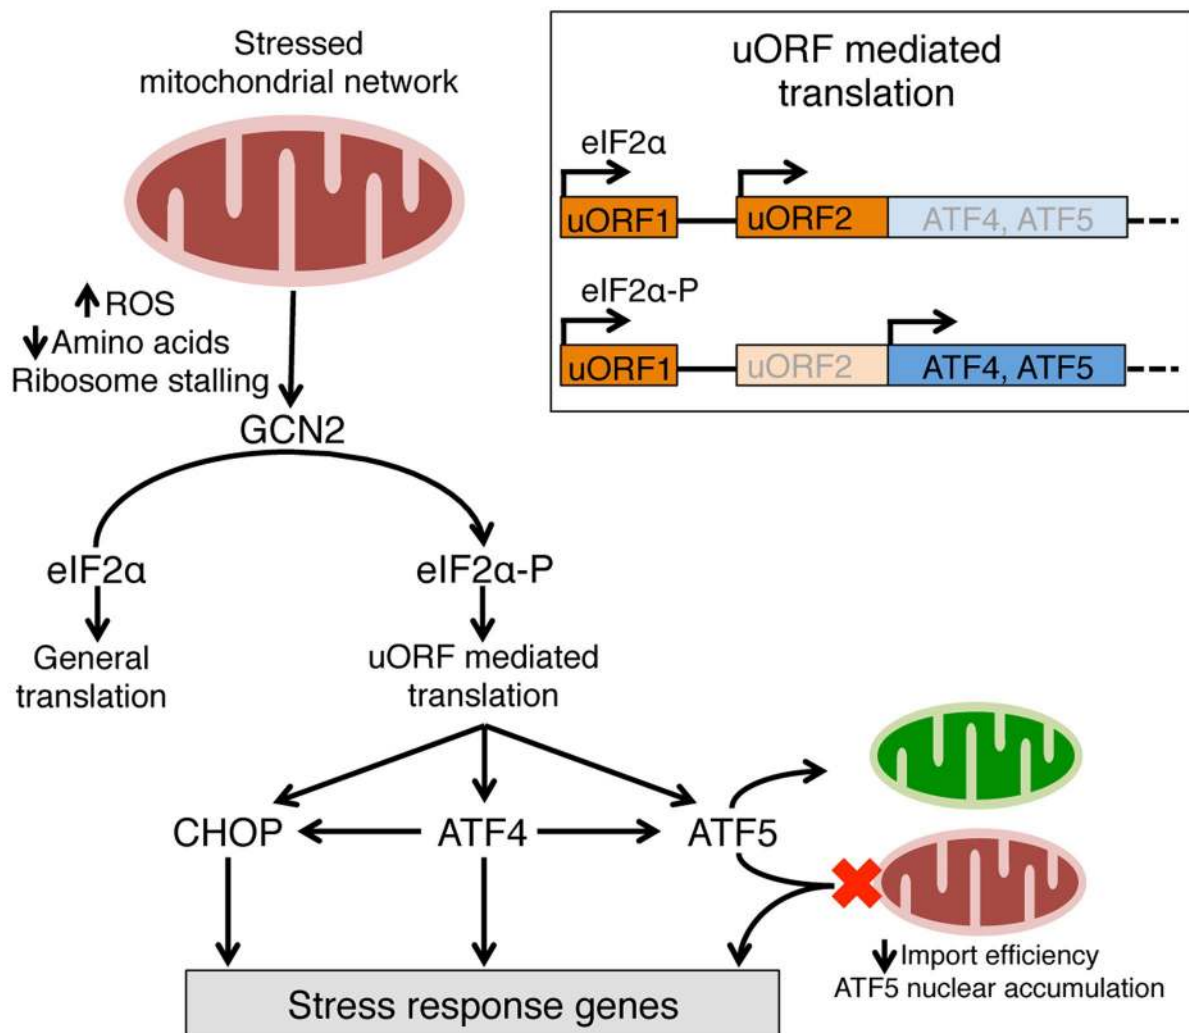 Stressed
mitochondrial network
ROS
Amino acids
Ribosome stalling
GCN2
eIF2α
eIF2α-P
General
translation
uORF mediated
translation
CHOP
ATF4
ATF5
Import efficiency
ATF5 nuclear accumulation
Stress response genes
uORF mediated
translation
eIF2α
uORF1
uORF2
ATF4, ATF5
eIF2α-P
uORF1
uORF2
ATF4, ATF5